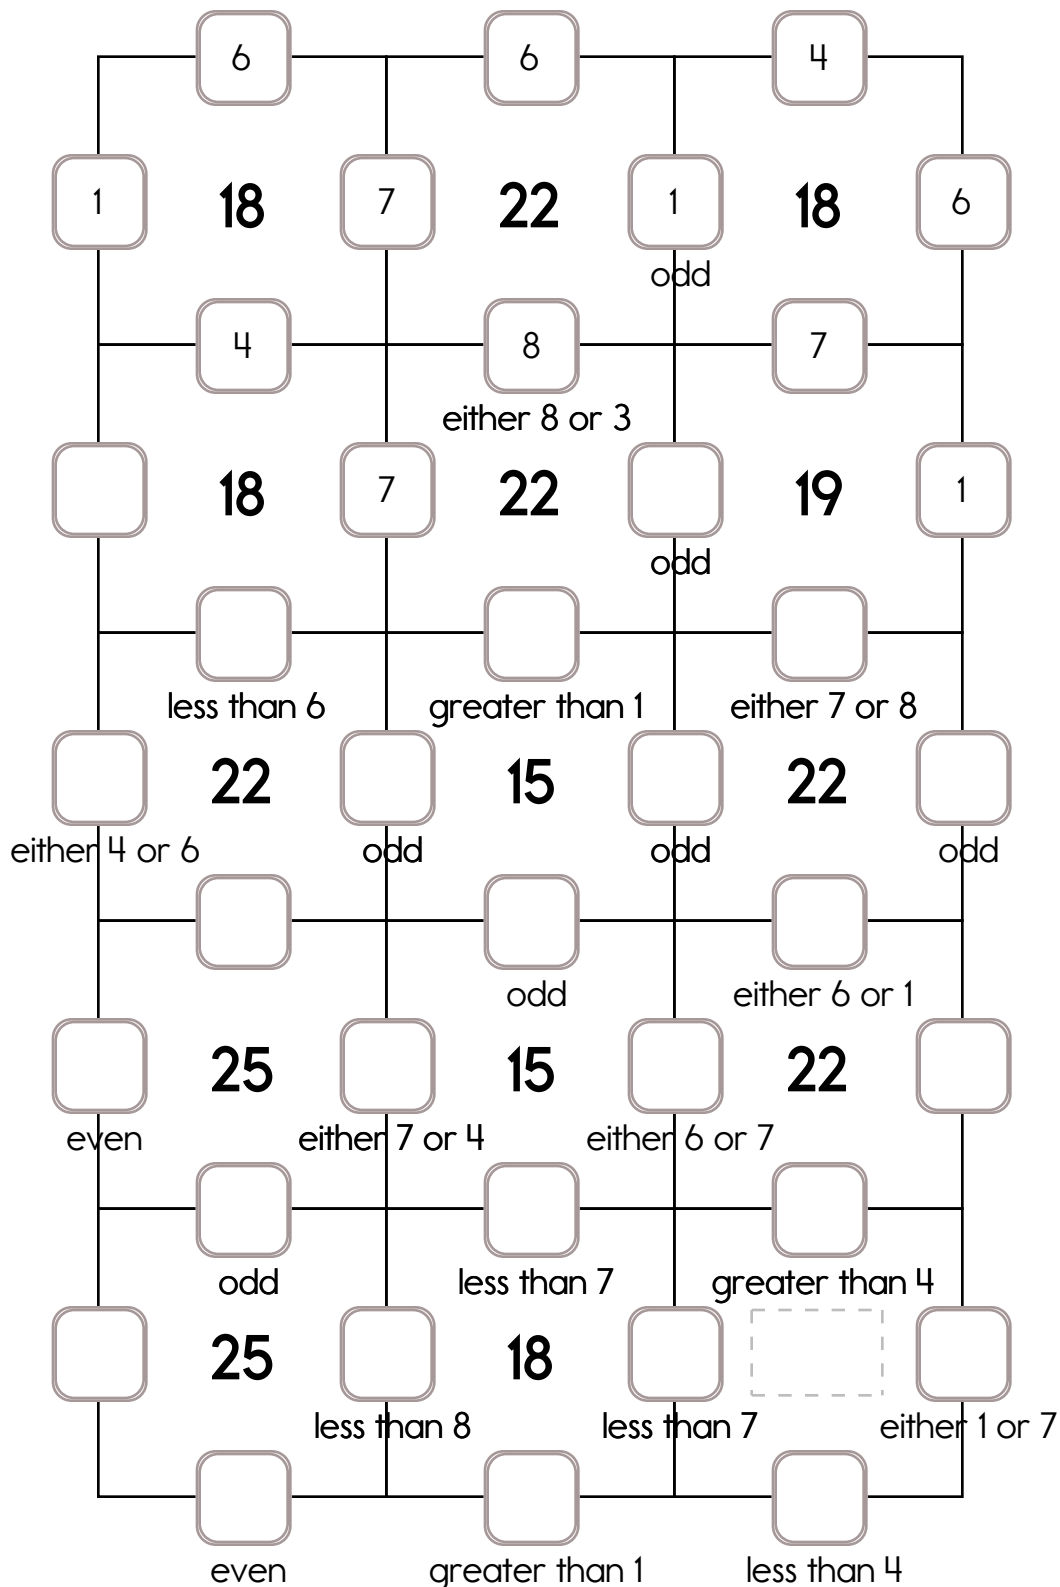 6 6 4
1 18 7 22 1 18 6
odd
4 8 7
either 8 or 3
18 7 22 19 1
odd
less than 6 greater than 1 either 7 or 8
22 15 22
either 4 or 6 odd odd odd
odd either 6 or 1
25 15 22
even either 7 or 4 either 6 or 7
odd less than 7 greater than 4
25 18
less than 8 less than 7 either 1 or 7
even greater than 1 less than 4